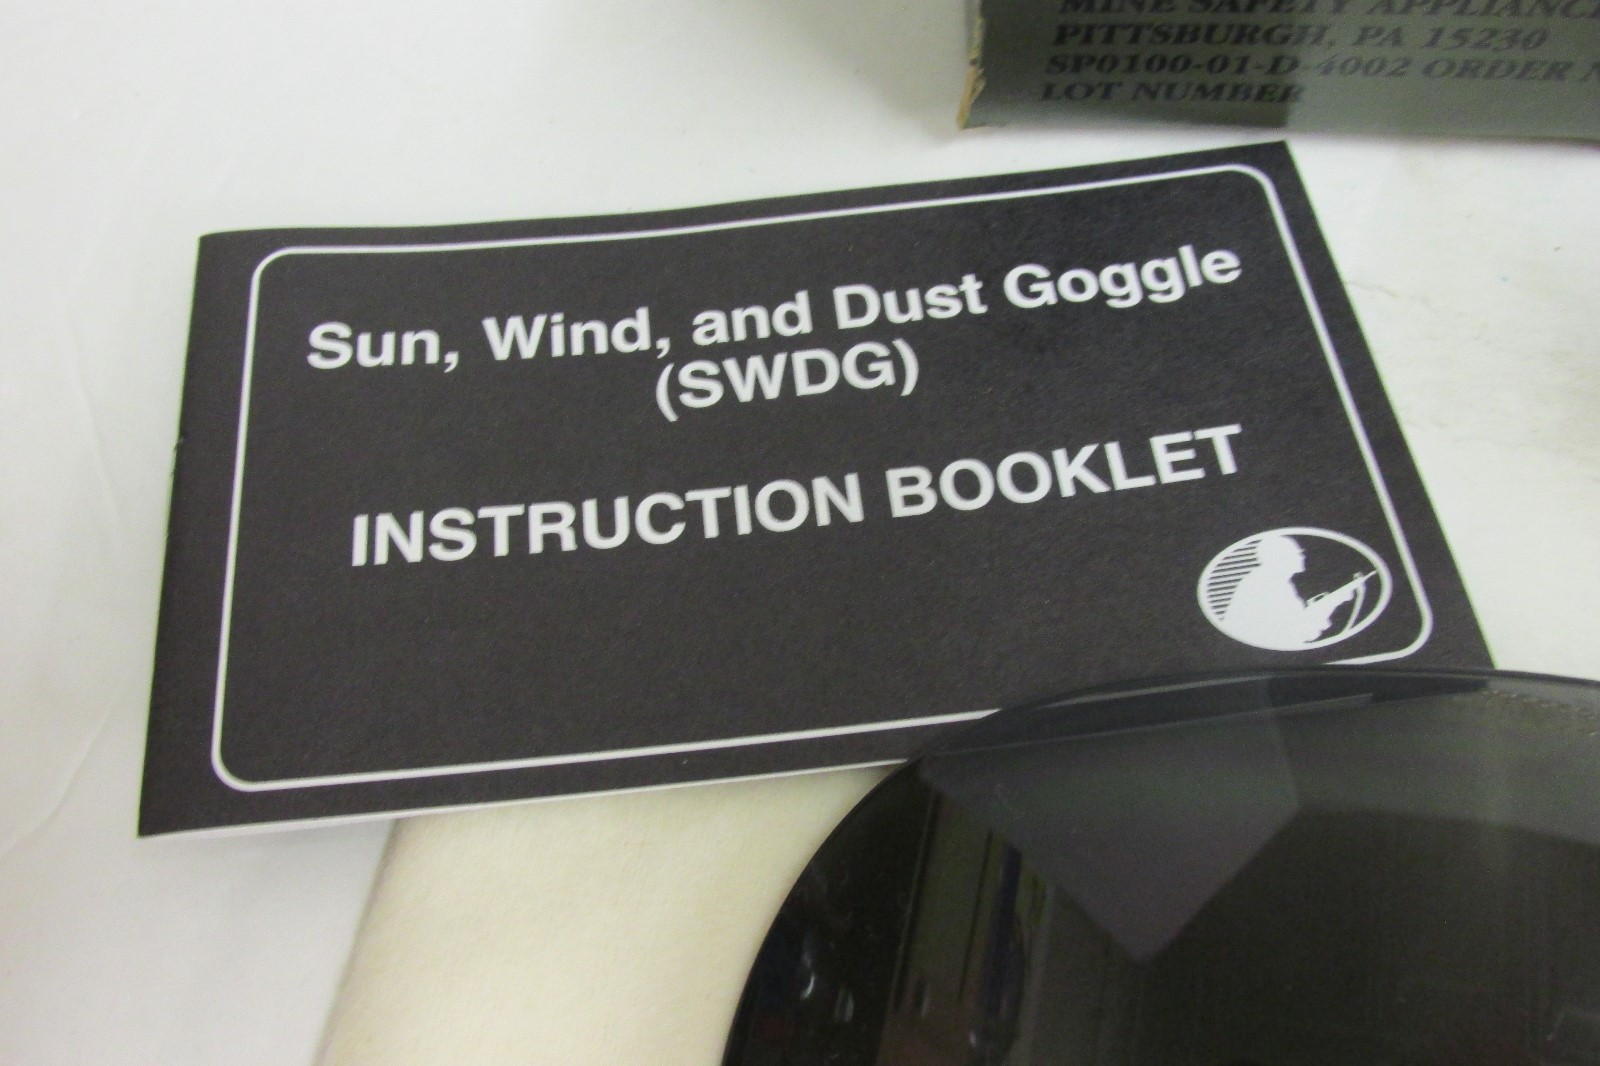 MINE SAFETY APPLIANCE
PITTSBURGH, PA 15230
SP0100-01-D-4002 ORDER
LOT NUMBER
Sun, Wind, and Dust Goggle
(SWDG)
INSTRUCTION BOOKLET